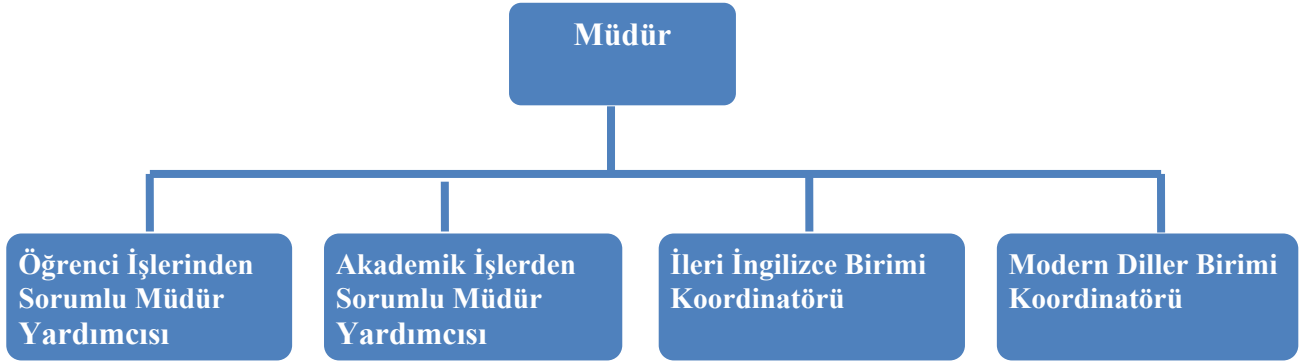 Müdür
Öğrenci İşlerinden
Sorumlu Müdür
Yardımcısı
Akademik İşlerden
Sorumlu Müdür
Yardımcısı
İleri İngilizce Birimi
Koordinatörü
Modern Diller Birimi
Koordinatörü